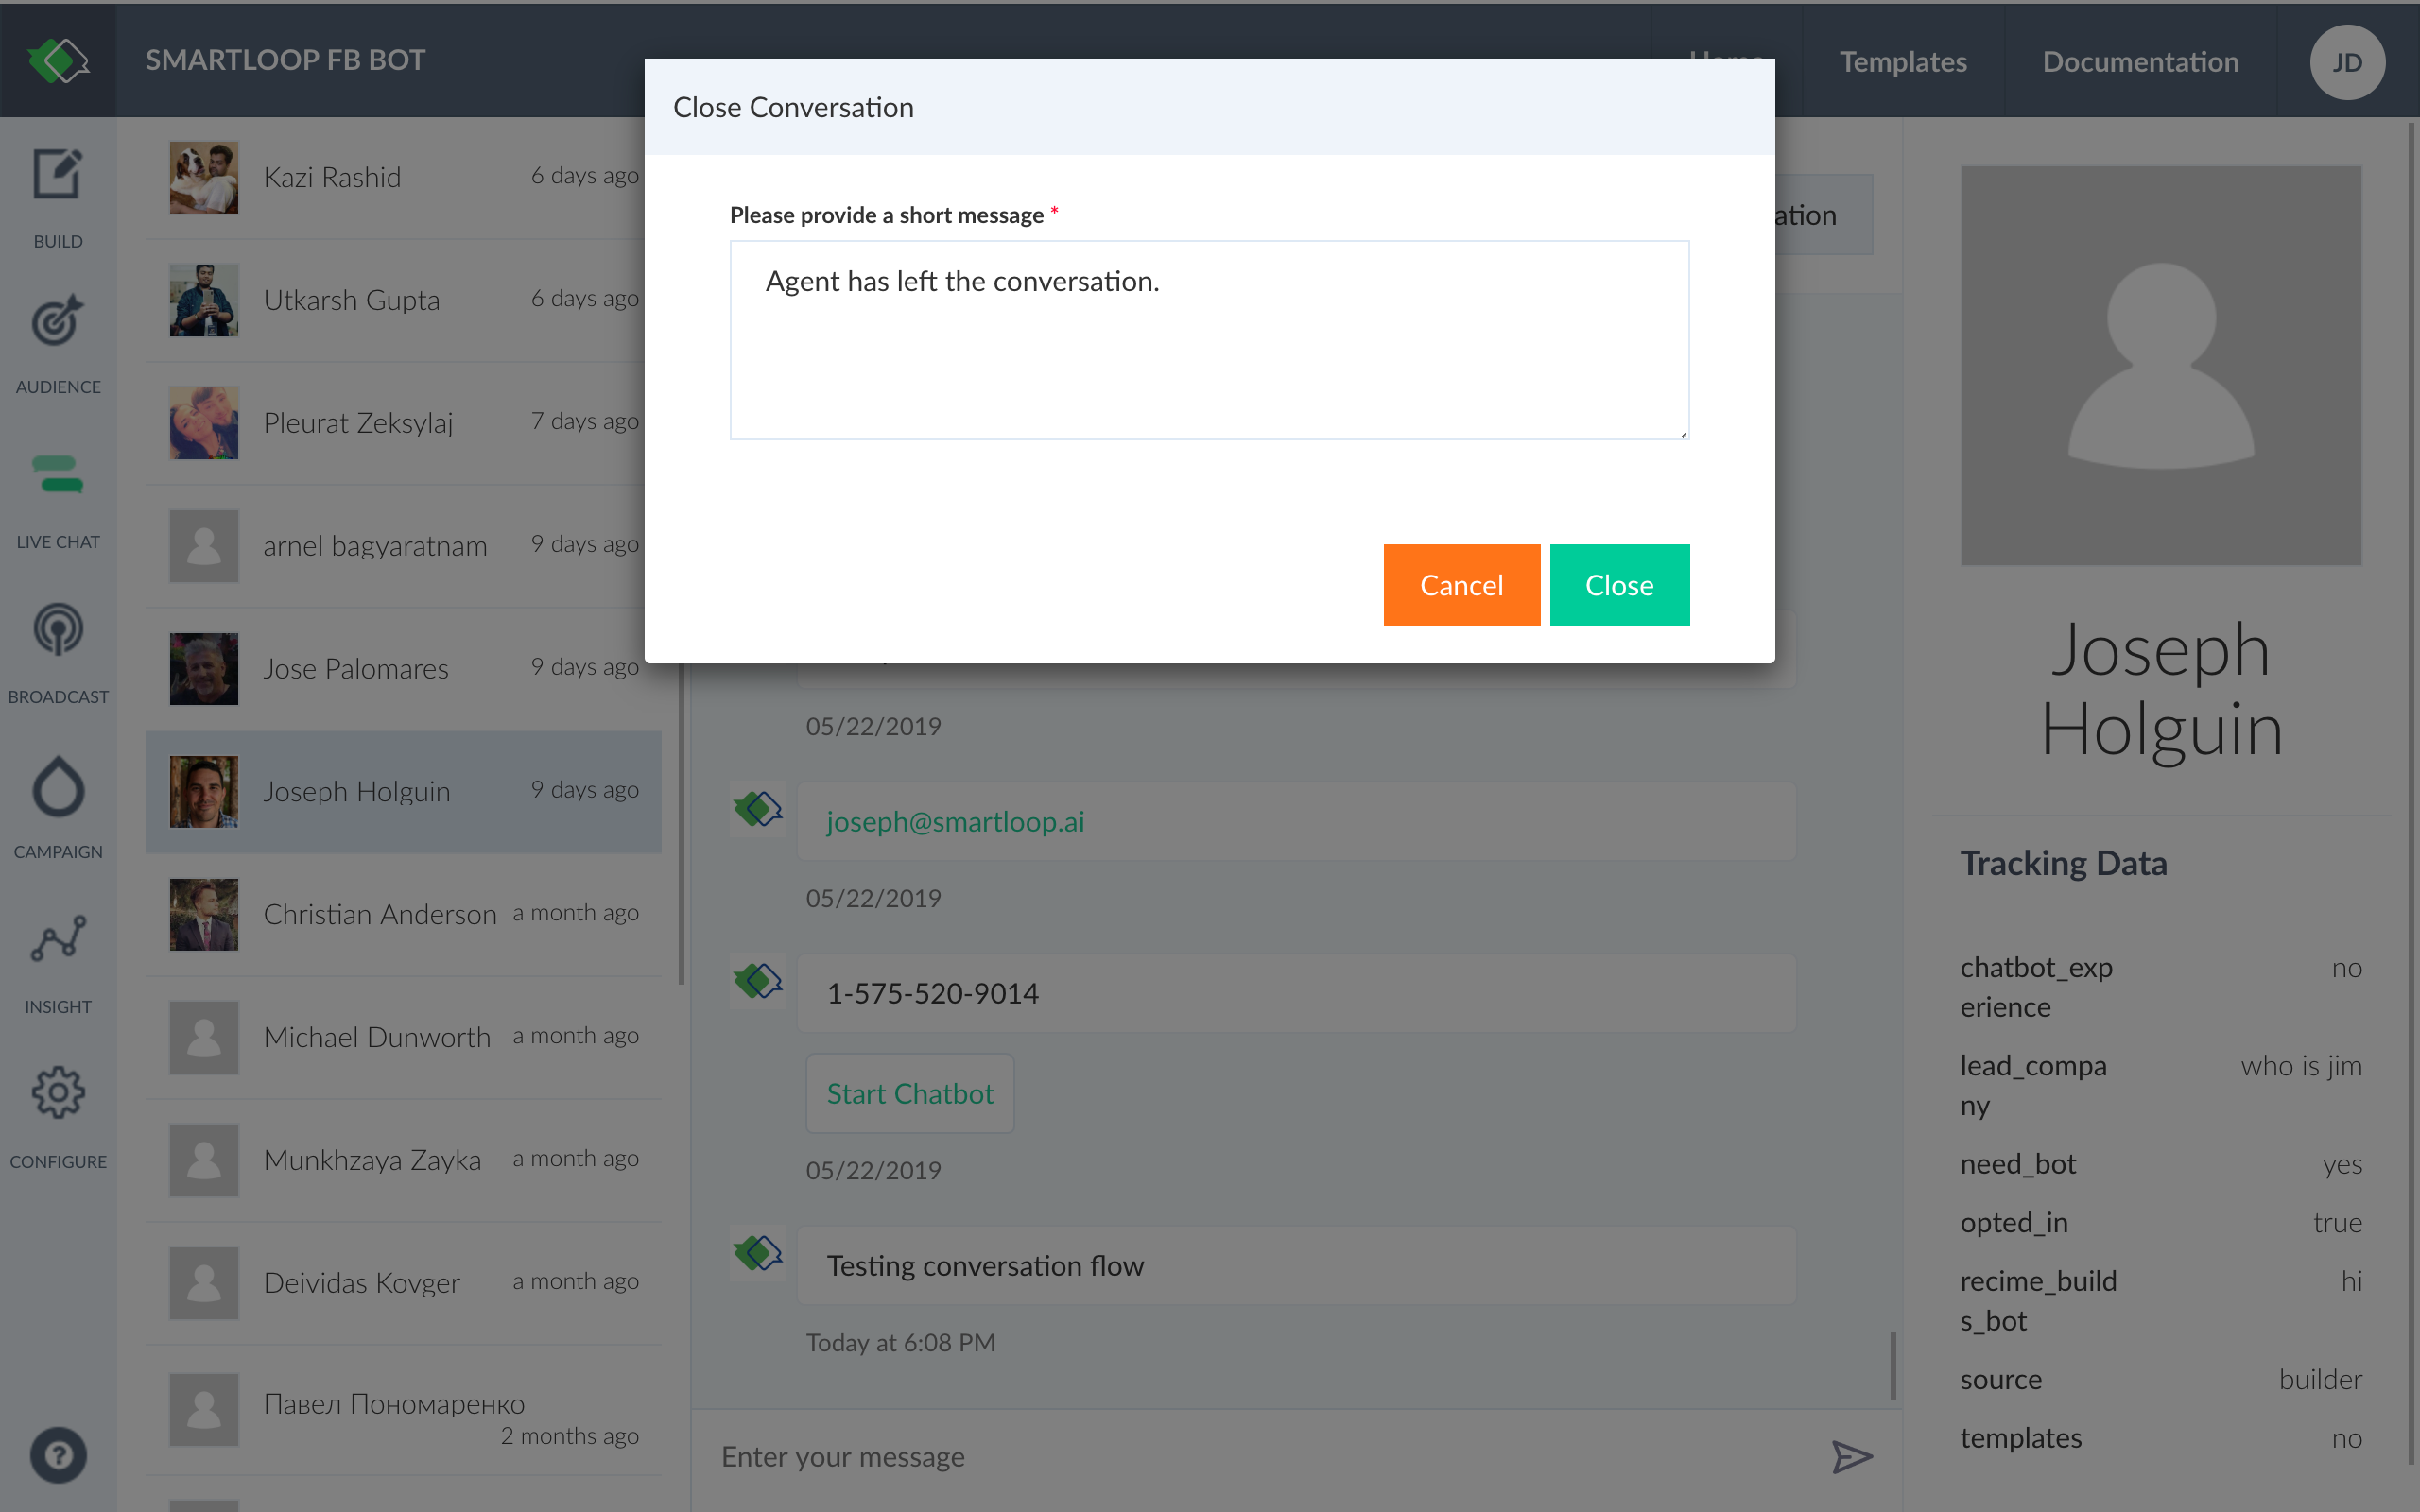 SMARTLOOP FB BOT
Templates
Documentation
JD
BUILD
AUDIENCE
LIVE CHAT
BROADCAST
CAMPAIGN
INSIGHT
CONFIGURE
?
Kazi Rashid 6 days ago
Utkarsh Gupta 6 days ago
Pleurat Zeksylaj 7 days ago
arnel bagyaratnam 9 days ago
Jose Palomares 9 days ago
Joseph Holguin 9 days ago
Christian Anderson a month ago
Michael Dunworth a month ago
Munkhzaya Zayka a month ago
Deividas Kovger a month ago
Павел Пономаренко
2 months ago
Close Conversation
Please provide a short message *
Agent has left the conversation.
Cancel Close
ation
05/22/2019
joseph@smartloop.ai
05/22/2019
1-575-520-9014
Start Chatbot
05/22/2019
Testing conversation flow
Today at 6:08 PM
Enter your message
Joseph
Holguin
Tracking Data
chatbot_exp no
erience
lead_compa who is jim
ny
need_bot yes
opted_in true
recime_build hi
s_bot
source builder
templates no